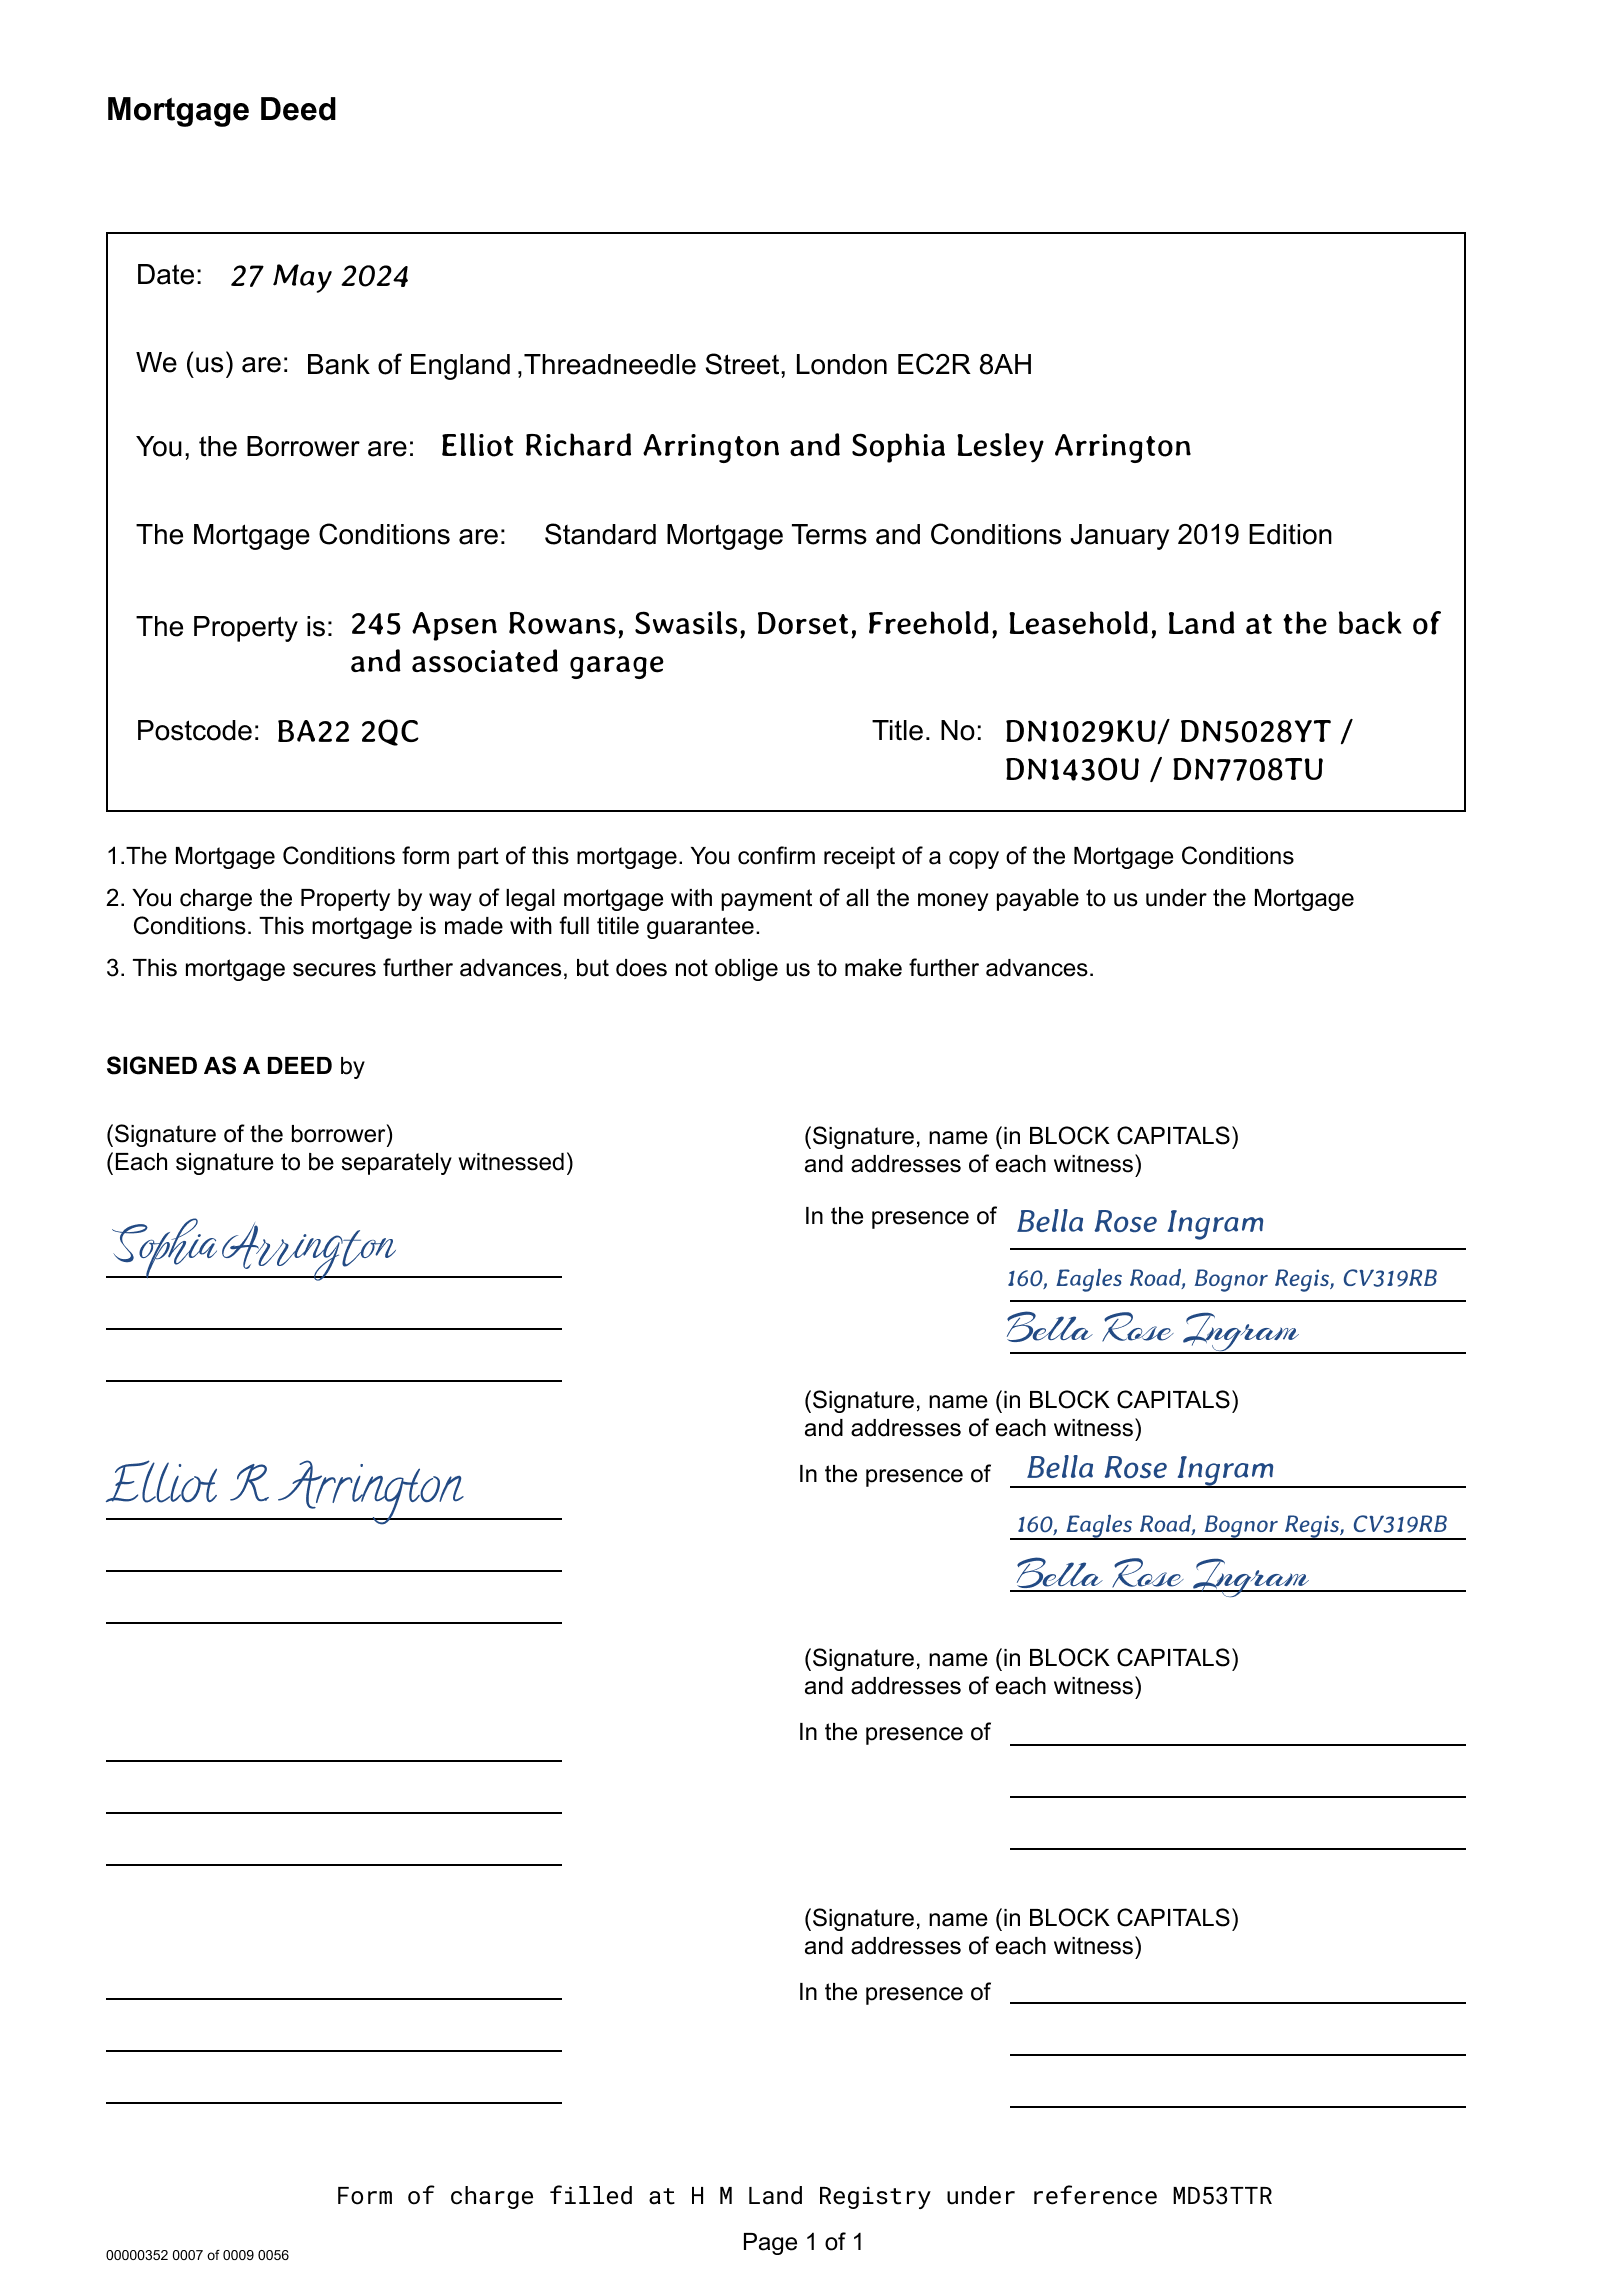 Mortgage Deed
Date: 27 May 2024
We (us) are: Bank of England ,Threadneedle Street, London EC2R 8AH
You, the Borrower are: Elliot Richard Arrington and Sophia Lesley Arrington
The Mortgage Conditions are: Standard Mortgage Terms and Conditions January 2019 Edition
The Property is: 245 Apsen Rowans, Swasils, Dorset, Freehold, Leasehold, Land at the back of
and associated garage
Postcode: BA22 2QC Title. No: DN1029KU/ DN5028YT /
DN143OU / DN7708TU
1.The Mortgage Conditions form part of this mortgage. You confirm receipt of a copy of the Mortgage Conditions
2. You charge the Property by way of legal mortgage with payment of all the money payable to us under the Mortgage
Conditions. This mortgage is made with full titile guarantee.
3. This mortgage secures further advances, but does not oblige us to make further advances.
SIGNED AS A DEED by
(Signature of the borrower)
(Each signature to be separately witnessed)
Sophia Arrington
Elliot R Arrington
(Signature, name (in BLOCK CAPITALS)
and addresses of each witness)
In the presence of Bella Rose Ingram
160, Eagles Road, Bognor Regis, CV319RB
Bella Rose Ingram
(Signature, name (in BLOCK CAPITALS)
and addresses of each witness)
In the presence of Bella Rose Ingram
160, Eagles Road, Bognor Regis, CV319RB
Bella Rose Ingram
(Signature, name (in BLOCK CAPITALS)
and addresses of each witness)
In the presence of
(Signature, name (in BLOCK CAPITALS)
and addresses of each witness)
In the presence of
Form of charge filled at H M Land Registry under reference MD53TTR
Page 1 of 1
00000352 0007 of 0009 0056